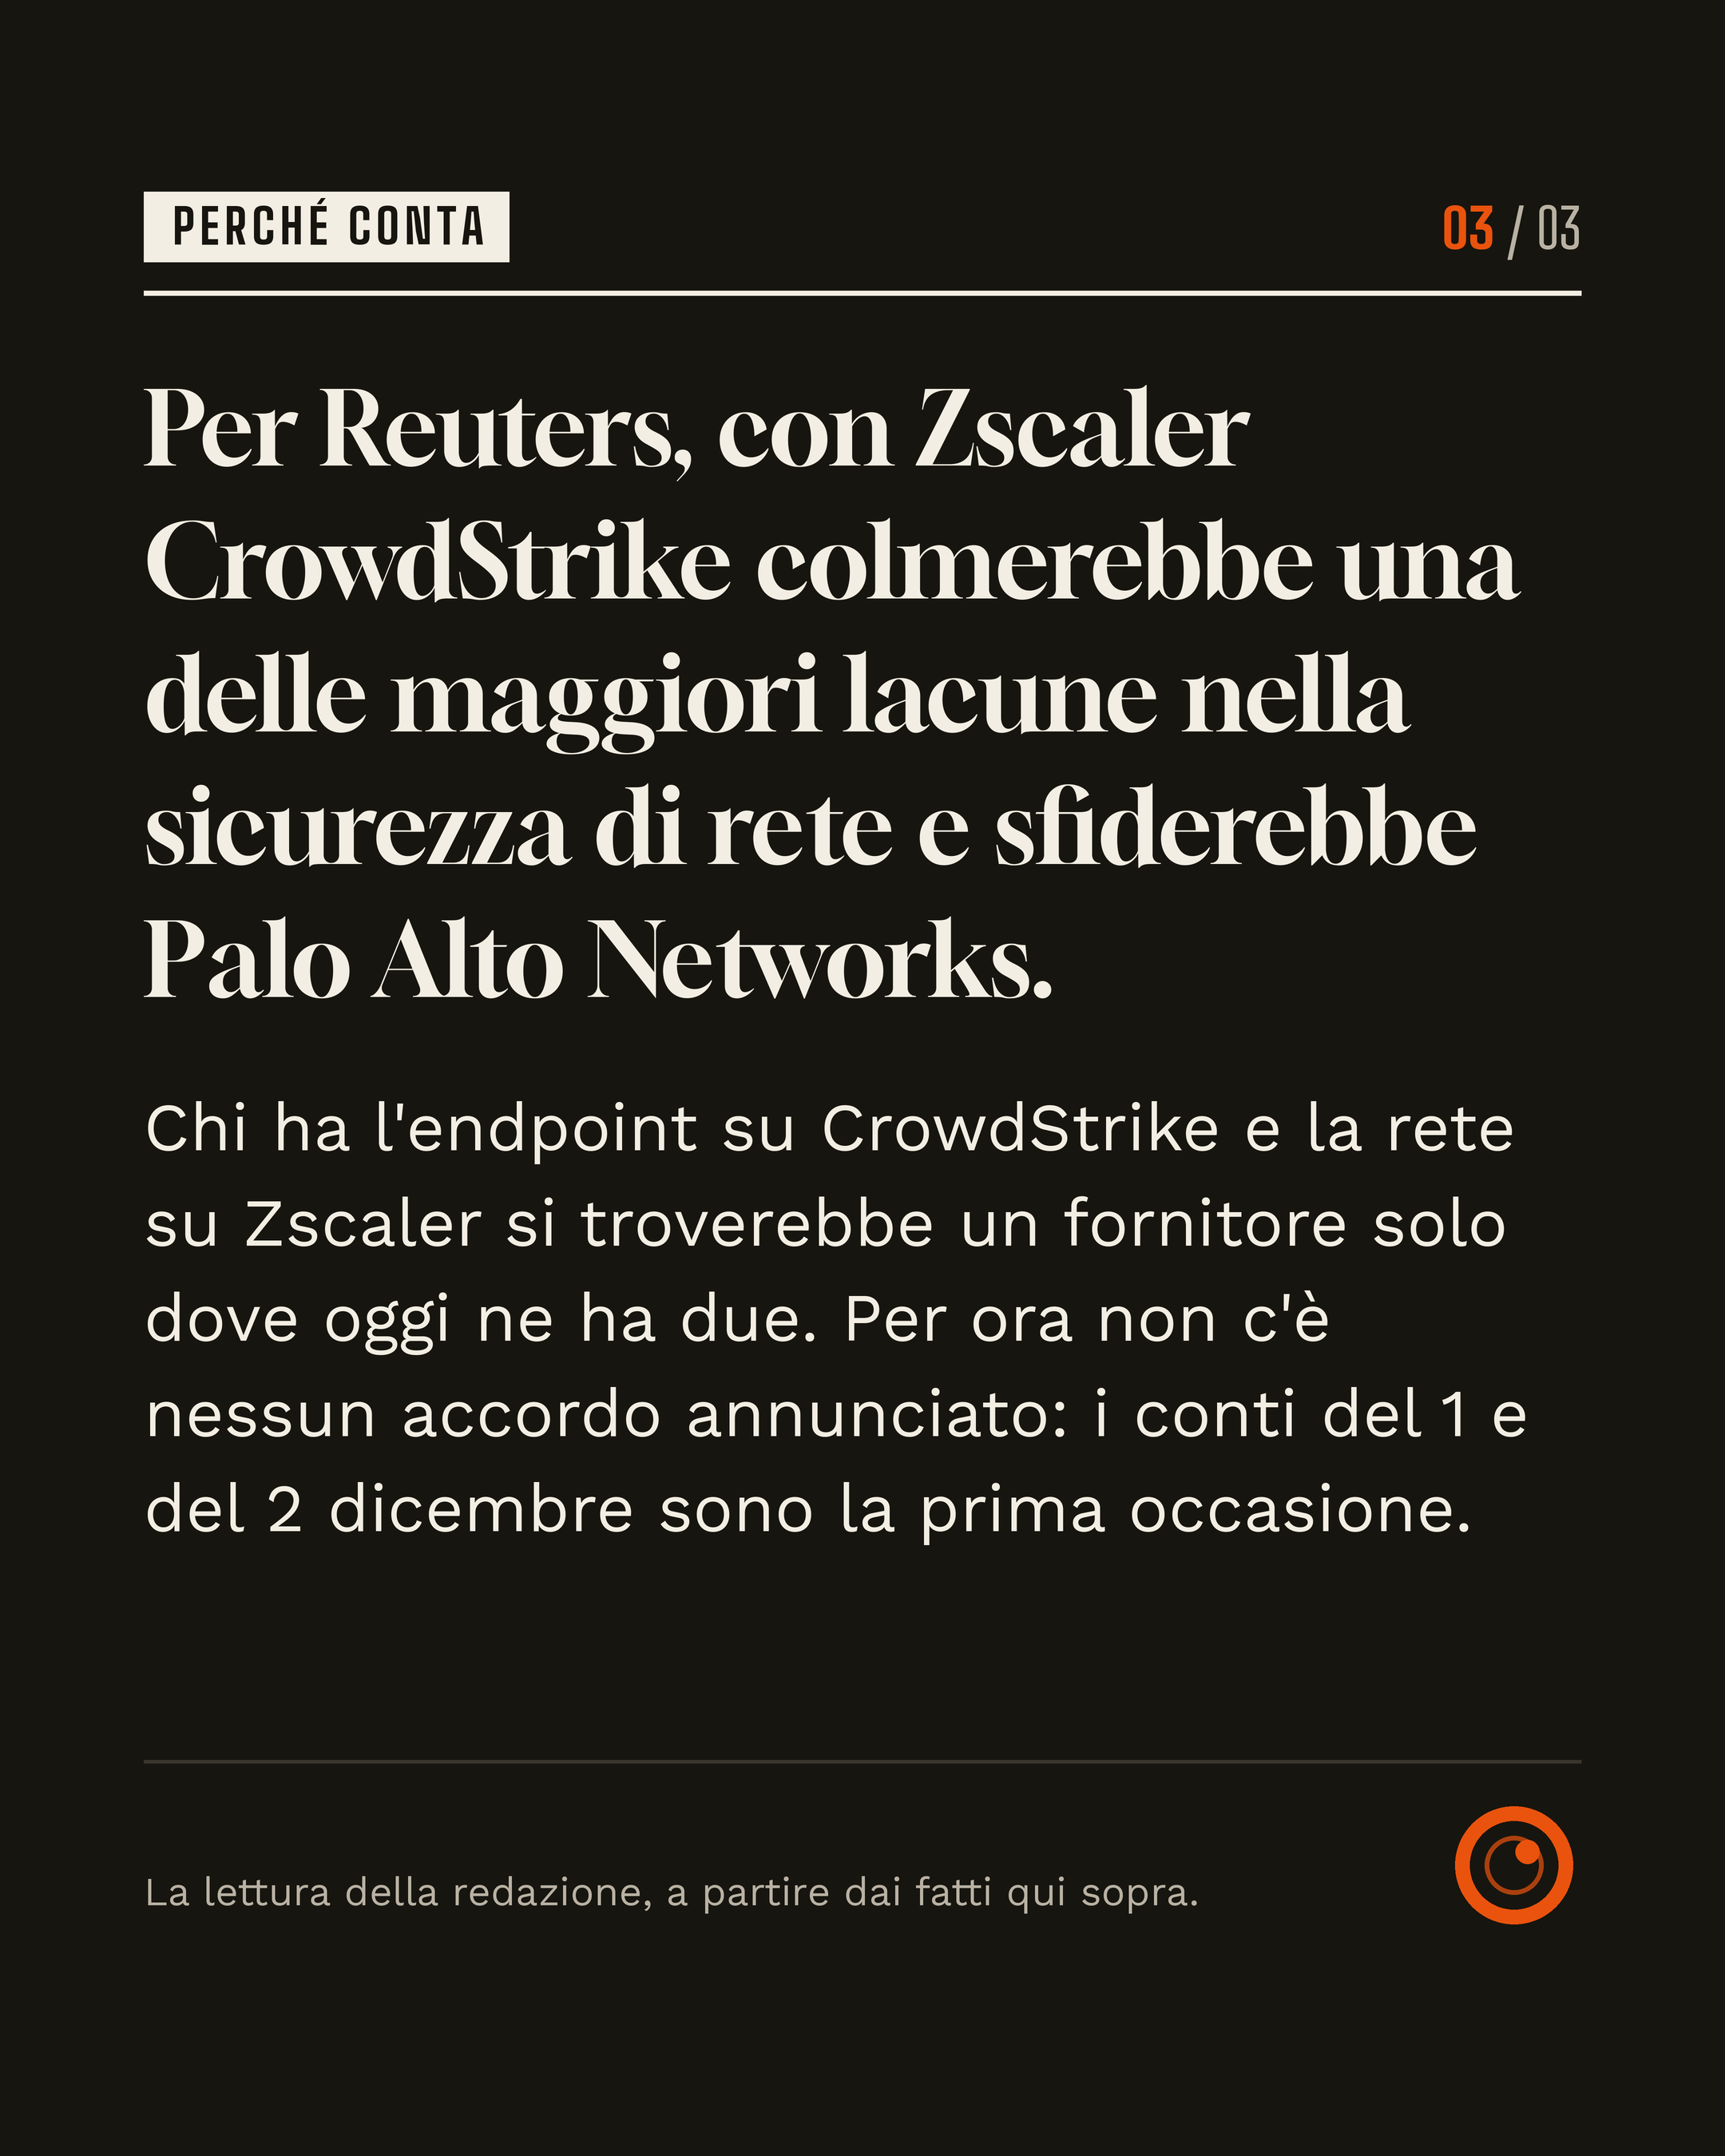 PERCHÉ CONTA
03 / 03
Per Reuters, con Zscaler
CrowdStrike colmerebbe una
delle maggiori lacune nella
sicurezza di rete e sfiderebbe
Palo Alto Networks.
Chi ha l'endpoint su CrowdStrike e la rete
su Zscaler si troverebbe un fornitore solo
dove oggi ne ha due. Per ora non c'è
nessun accordo annunciato: i conti del 1 e
del 2 dicembre sono la prima occasione.
La lettura della redazione, a partire dai fatti qui sopra.